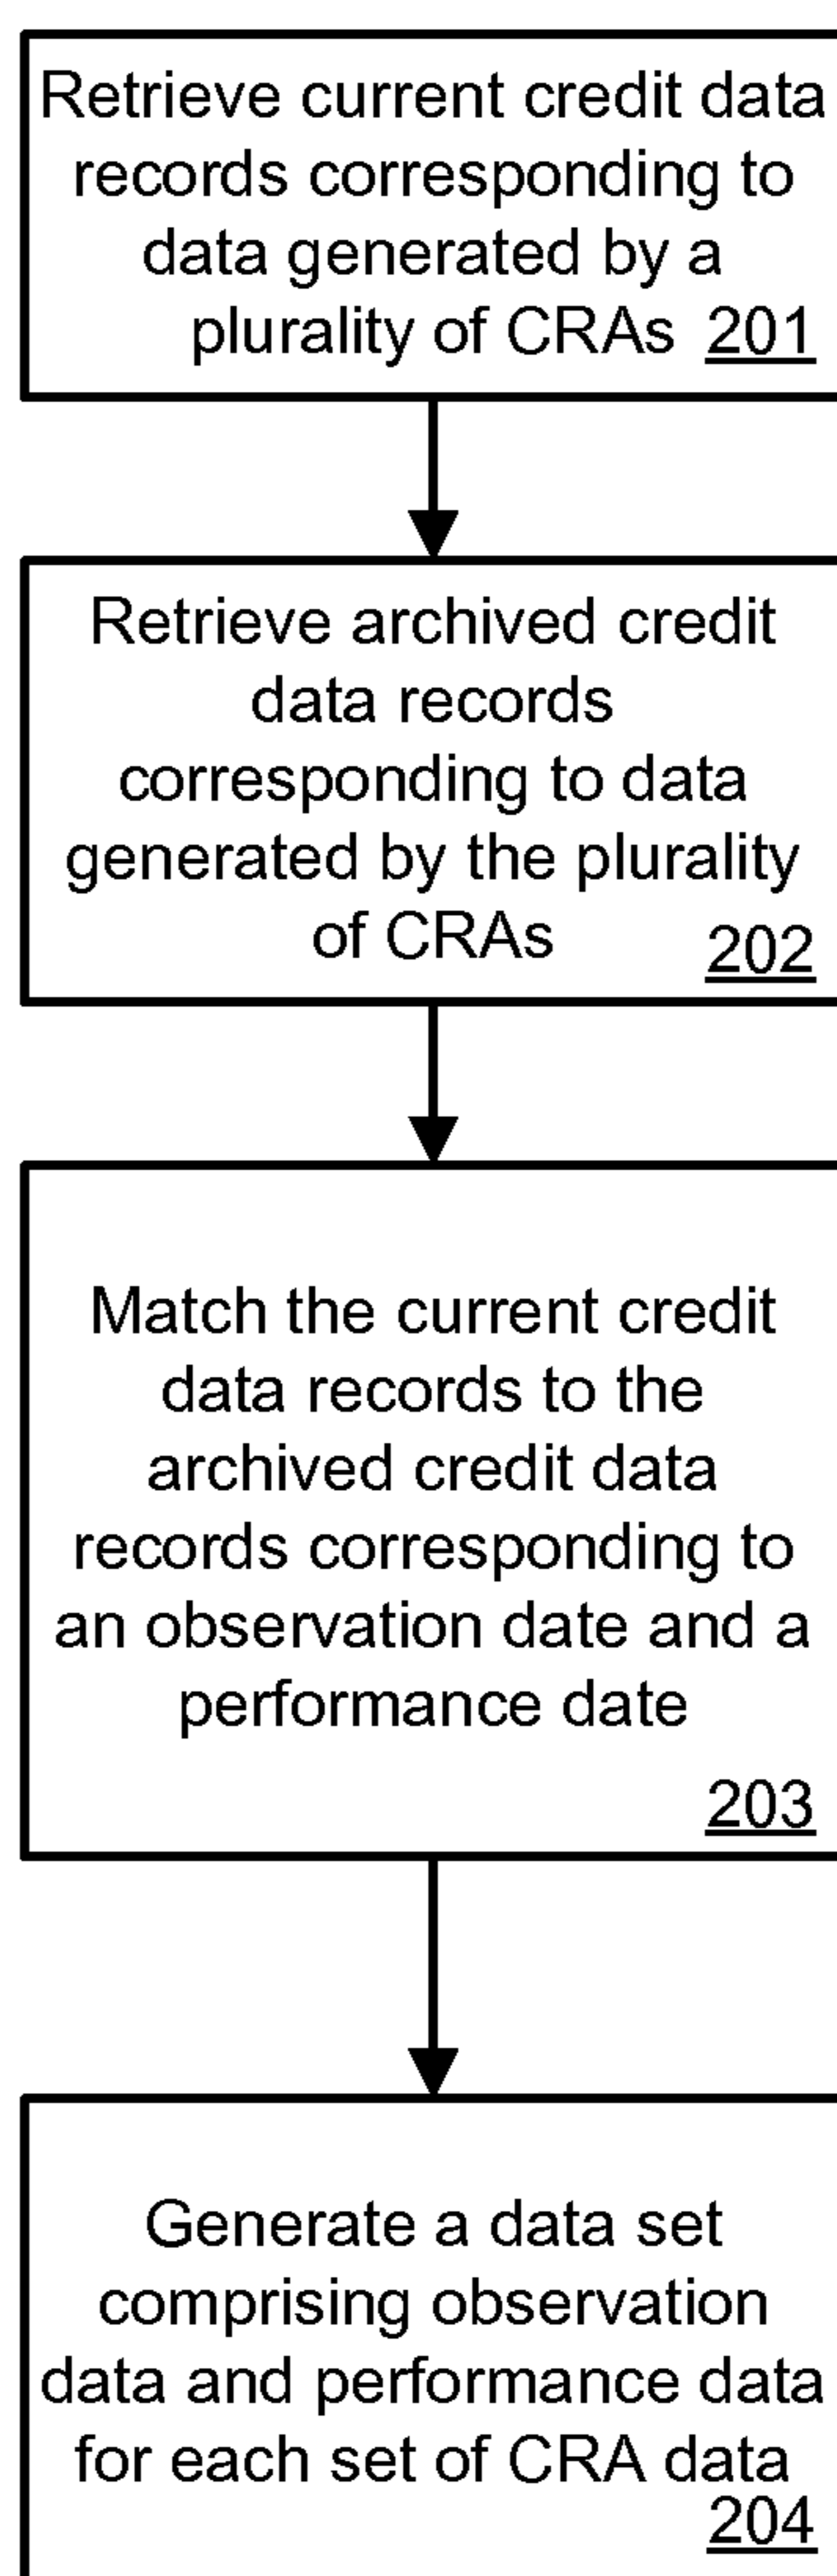 Retrieve current credit data
records corresponding to
data generated by a
plurality of CRAs 201
Retrieve archived credit
data records
corresponding to data
generated by the plurality
of CRAs 202
Match the current credit
data records to the
archived credit data
records corresponding to
an observation date and a
performance date
203
Generate a data set
comprising observation
data and performance data
for each set of CRA data
204